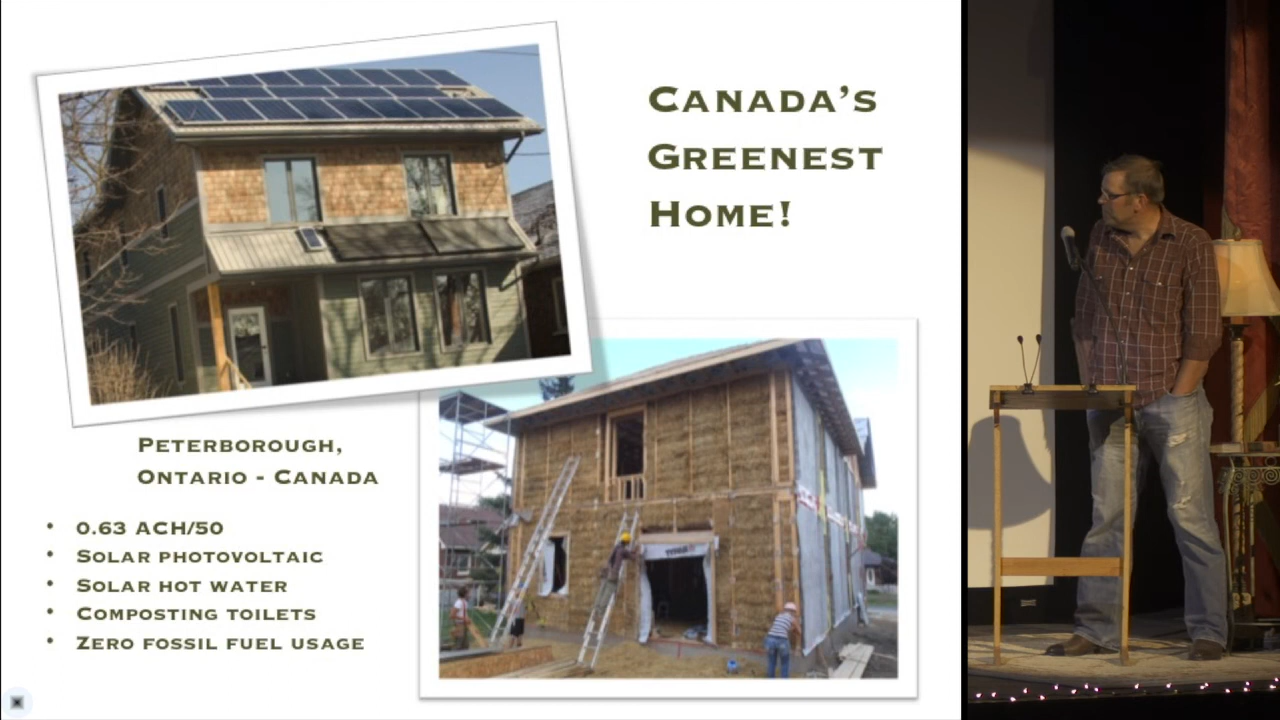 Canada's
Greenest
Home!
Peterborough,
Ontario - Canada
• 0.63 ACH/50
• Solar photovoltaic
• Solar hot water
• Composting toilets
• Zero fossil fuel usage